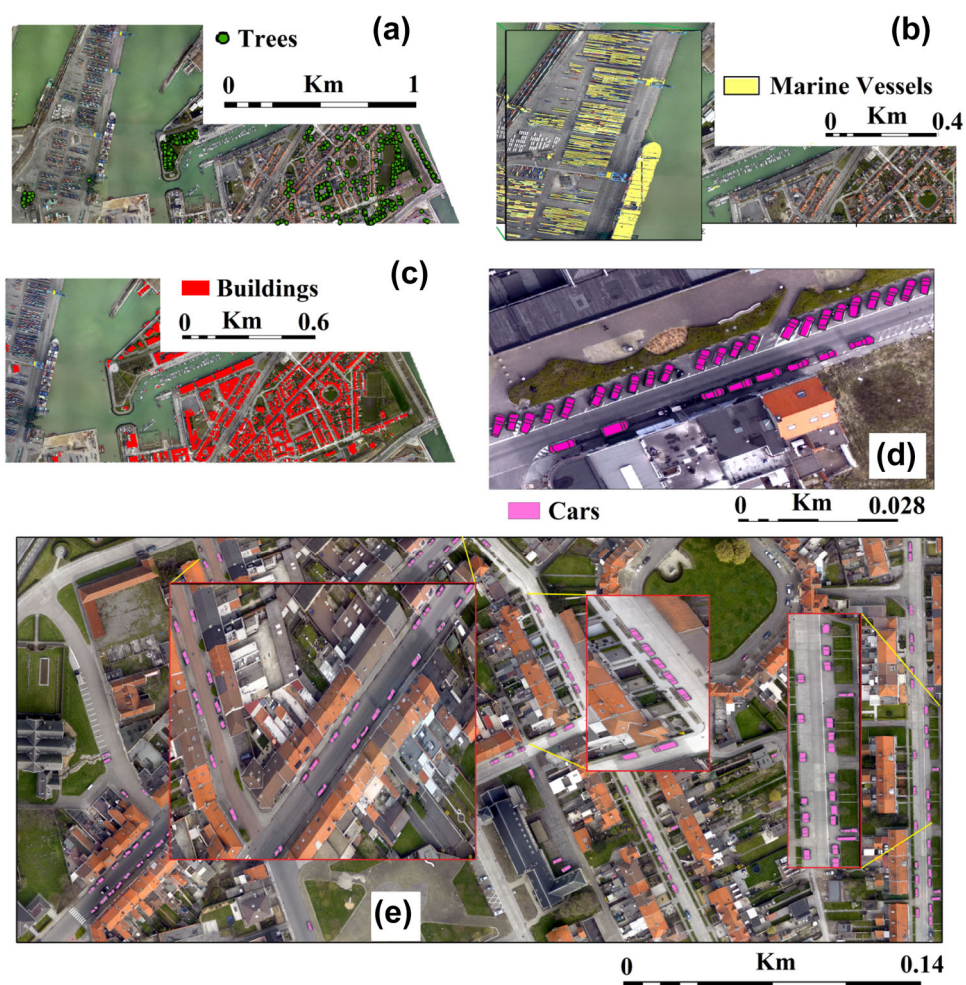 (a)
Trees
Km
0 1
(b)
Marine Vessels
Km
0 0.4
(c)
Buildings
Km
0 0.6
(d)
Cars
Km
0 0.028
(e)
Km
0 0.14